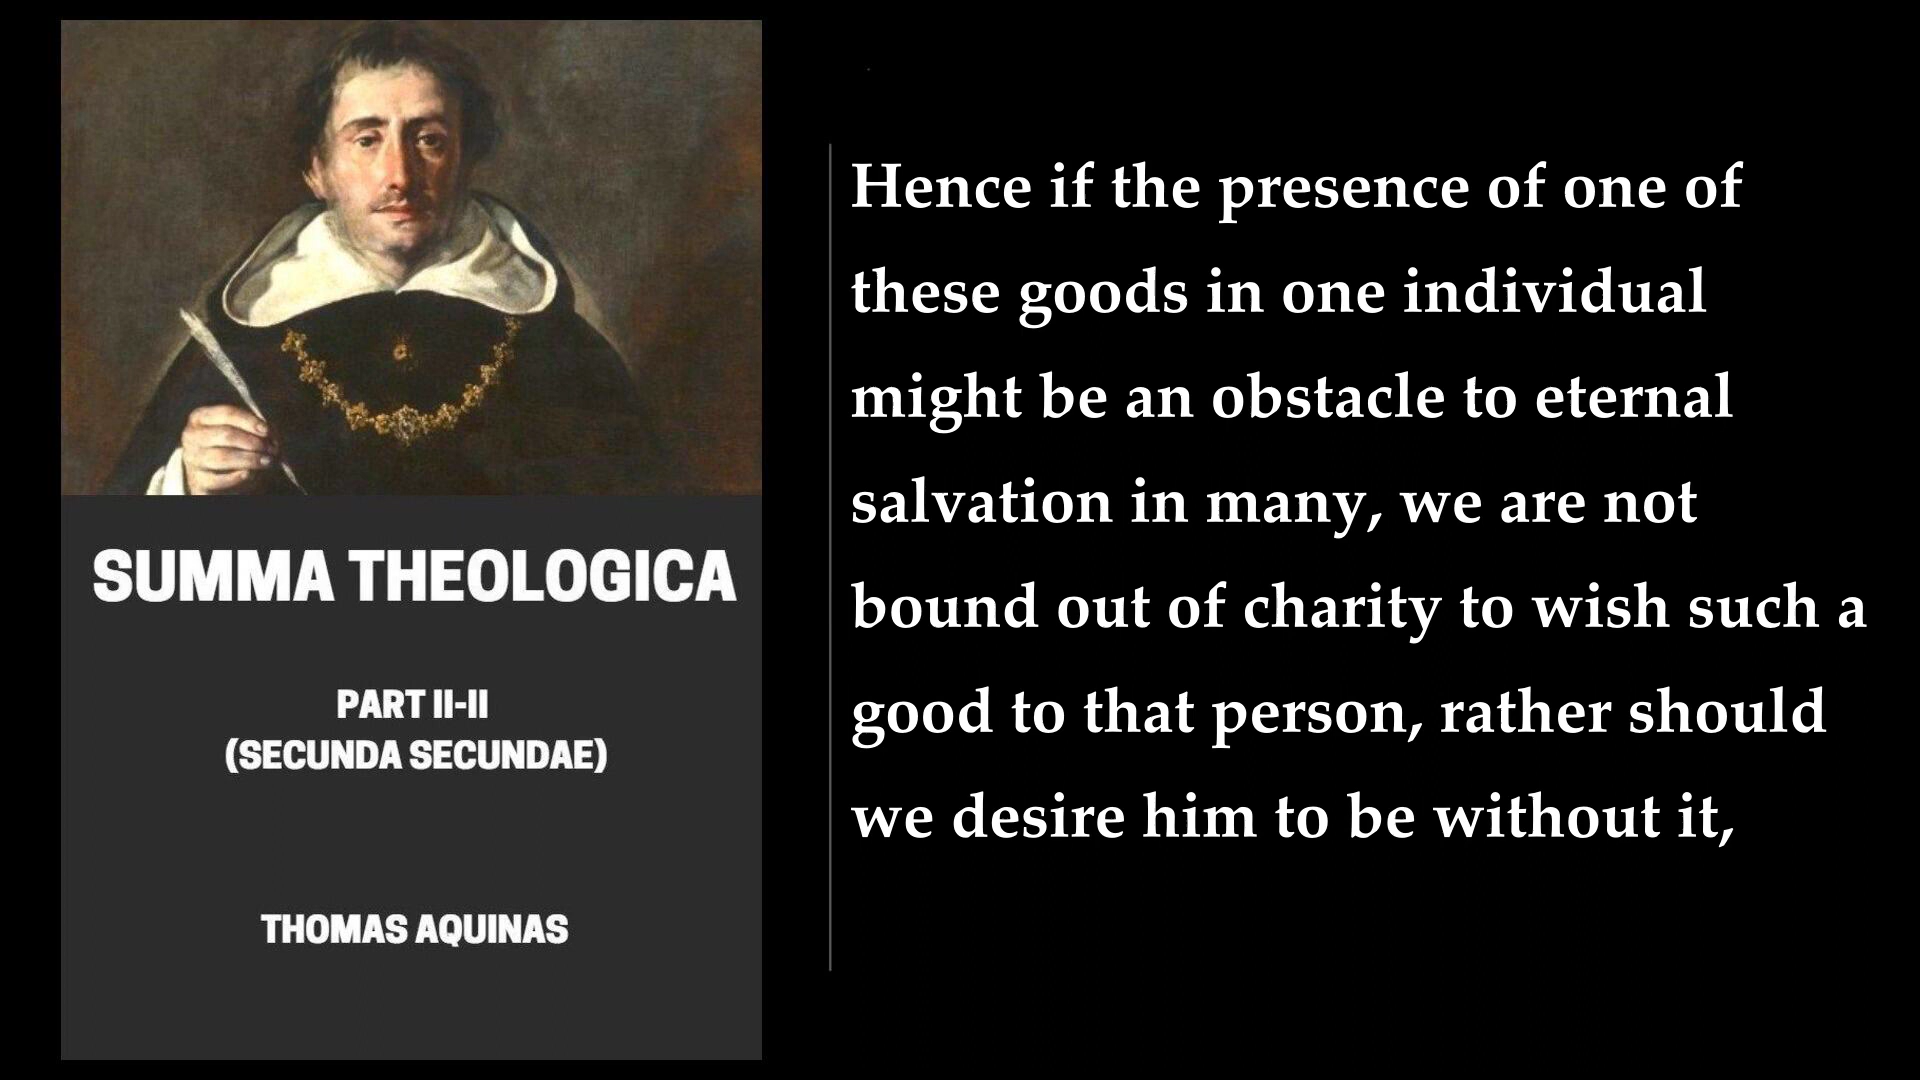 SUMMA THEOLOGICA
PART II-II
(SECUNDA SECUNDAE)
THOMAS AQUINAS
Hence if the presence of one of
these goods in one individual
might be an obstacle to eternal
salvation in many, we are not
bound out of charity to wish such a
good to that person, rather should
we desire him to be without it,